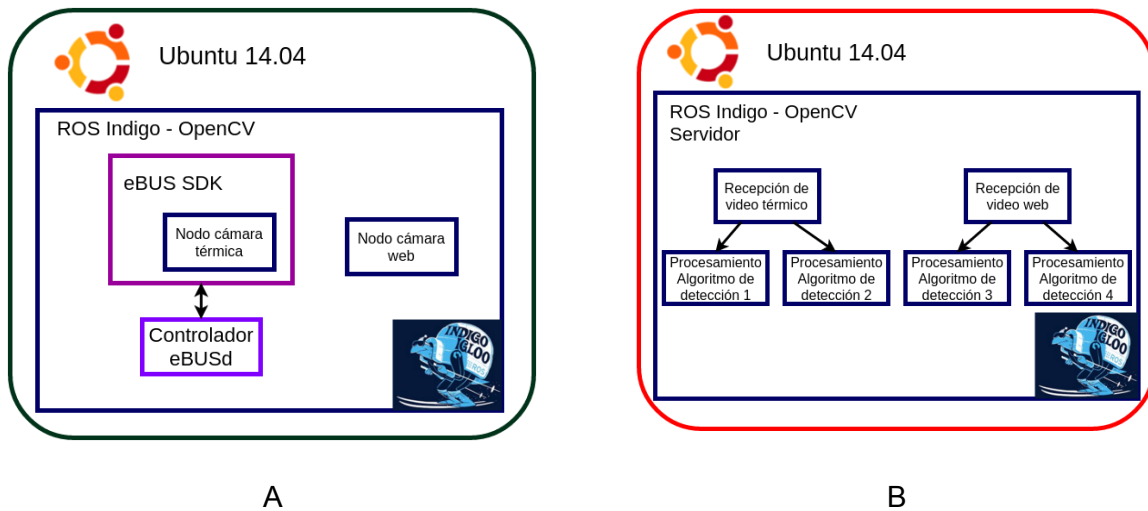 Ubuntu 14.04
ROS Indigo - OpenCV
eBUS SDK
Nodo cámara
térmica
Nodo cámara
web
Controlador
eBUSd
INDIGO
IGLOO
A
Ubuntu 14.04
ROS Indigo - OpenCV
Servidor
Recepción de
video térmico
Recepción de
video web
Procesamiento
Algoritmo de
detección 1
Procesamiento
Algoritmo de
detección 2
Procesamiento
Algoritmo de
detección 3
Procesamiento
Algoritmo de
detección 4
INDIGO
IGLOO
B